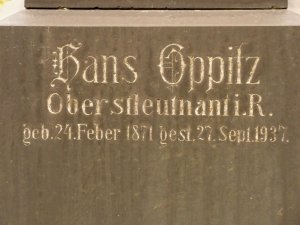 Hans Oppitz
Oberstleutnant i. R.
geb. 24. Feber 1871 gest. 27. Sept. 1937.